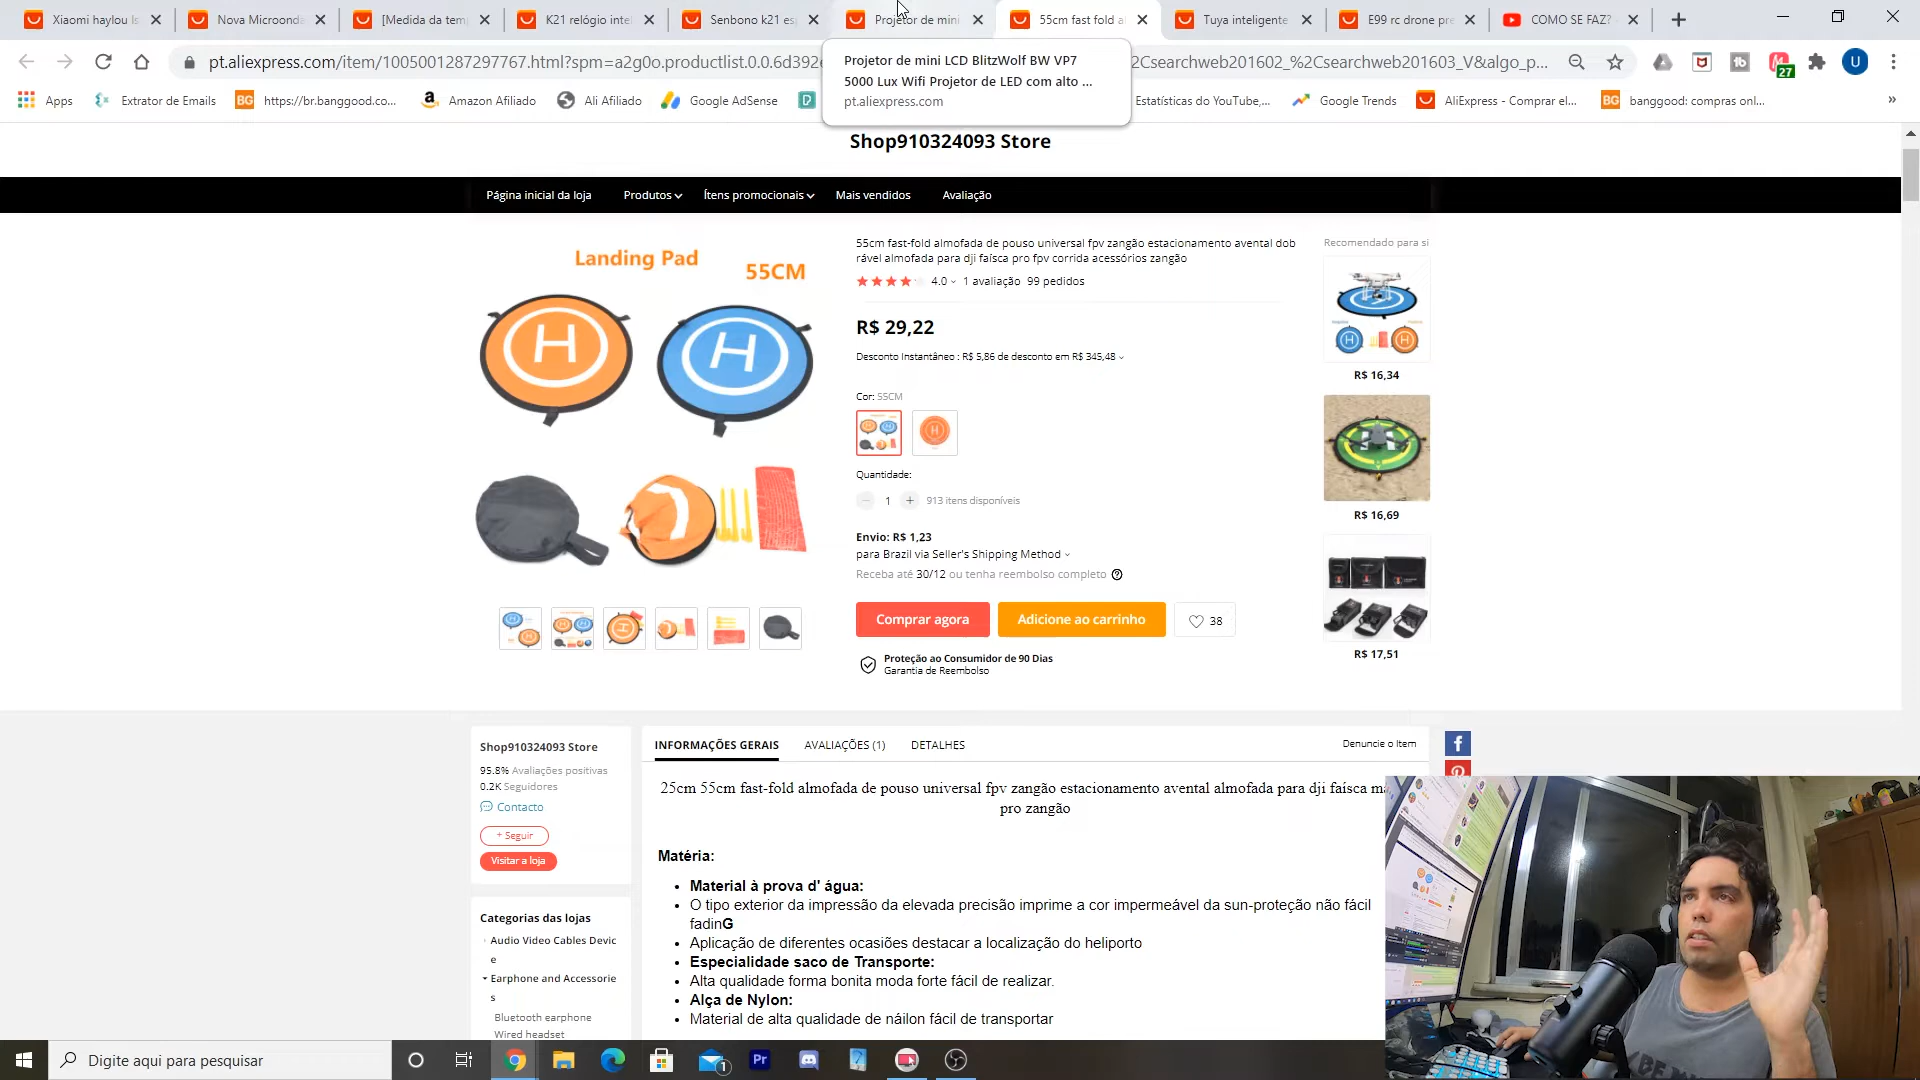 Xiaomi haylou ls
Nova Microonda
[Medida da tem
K21 relógio inte
Senbono k21 es
Projetor de mini
55cm fast fold a
Tuya inteligente
E99 rc drone pre
COMO SE FAZ?
pt.aliexpress.com/item/1005001287297767.html?spm=a2g0o.productlist.0.0.6d392e
2Csearchweb201602_%2Csearchweb201603_V&algo_p...
27
U
Projetor de mini LCD BlitzWolf BW VP7
5000 Lux Wifi Projetor de LED com alto ...
pt.aliexpress.com
Apps
Extrator de Emails
https://br.banggood.co...
Amazon Afiliado
Ali Afiliado
Google AdSense
Estatísticas do YouTube,...
Google Trends
AliExpress - Comprar el...
banggood: compras onl...
Shop910324093 Store
Página inicial da loja
Produtos
Ítens promocionais
Mais vendidos
Avaliação
Landing Pad
55CM
H
H
55cm fast-fold almofada de pouso universal fpv zangão estacionamento avental dob
rável almofada para dji faísca pro fpv corrida acessórios zangão
4.0 1 avaliação 99 pedidos
R$ 29,22
Desconto Instantâneo : R$ 5,86 de desconto em R$ 345,48
Cor: 55CM
Quantidade:
1 + 913 itens disponíveis
Envio: R$ 1,23
para Brazil via Seller's Shipping Method
Receba até 30/12 ou tenha reembolso completo
Comprar agora
Adicione ao carrinho
38
Proteção ao Consumidor de 90 Dias
Garantia de Reembolso
Recomendado para si
R$ 16,34
R$ 16,69
R$ 17,51
Shop910324093 Store
95.8% Avaliações positivas
0.2K Seguidores
Contacto
+ Seguir
Visitar a loja
Categorias das lojas
Audio Video Cables Devic
e
Earphone and Accessorie
s
Bluetooth earphone
Wired headset
INFORMAÇÕES GERAIS
AVALIAÇÕES (1)
DETALHES
Denuncie o Item
25cm 55cm fast-fold almofada de pouso universal fpv zangão estacionamento avental almofada para dji faísca ma
pro zangão
Matéria:
• Material à prova d' água:
• O tipo exterior da impressão da elevada precisão imprime a cor impermeável da sun-proteção não fácil
fadinG
• Aplicação de diferentes ocasiões destacar a localização do heliporto
• Especialidade saco de Transporte:
• Alta qualidade forma bonita moda forte fácil de realizar.
• Alça de Nylon:
• Material de alta qualidade de náilon fácil de transportar
Digite aqui para pesquisar
1
Pr